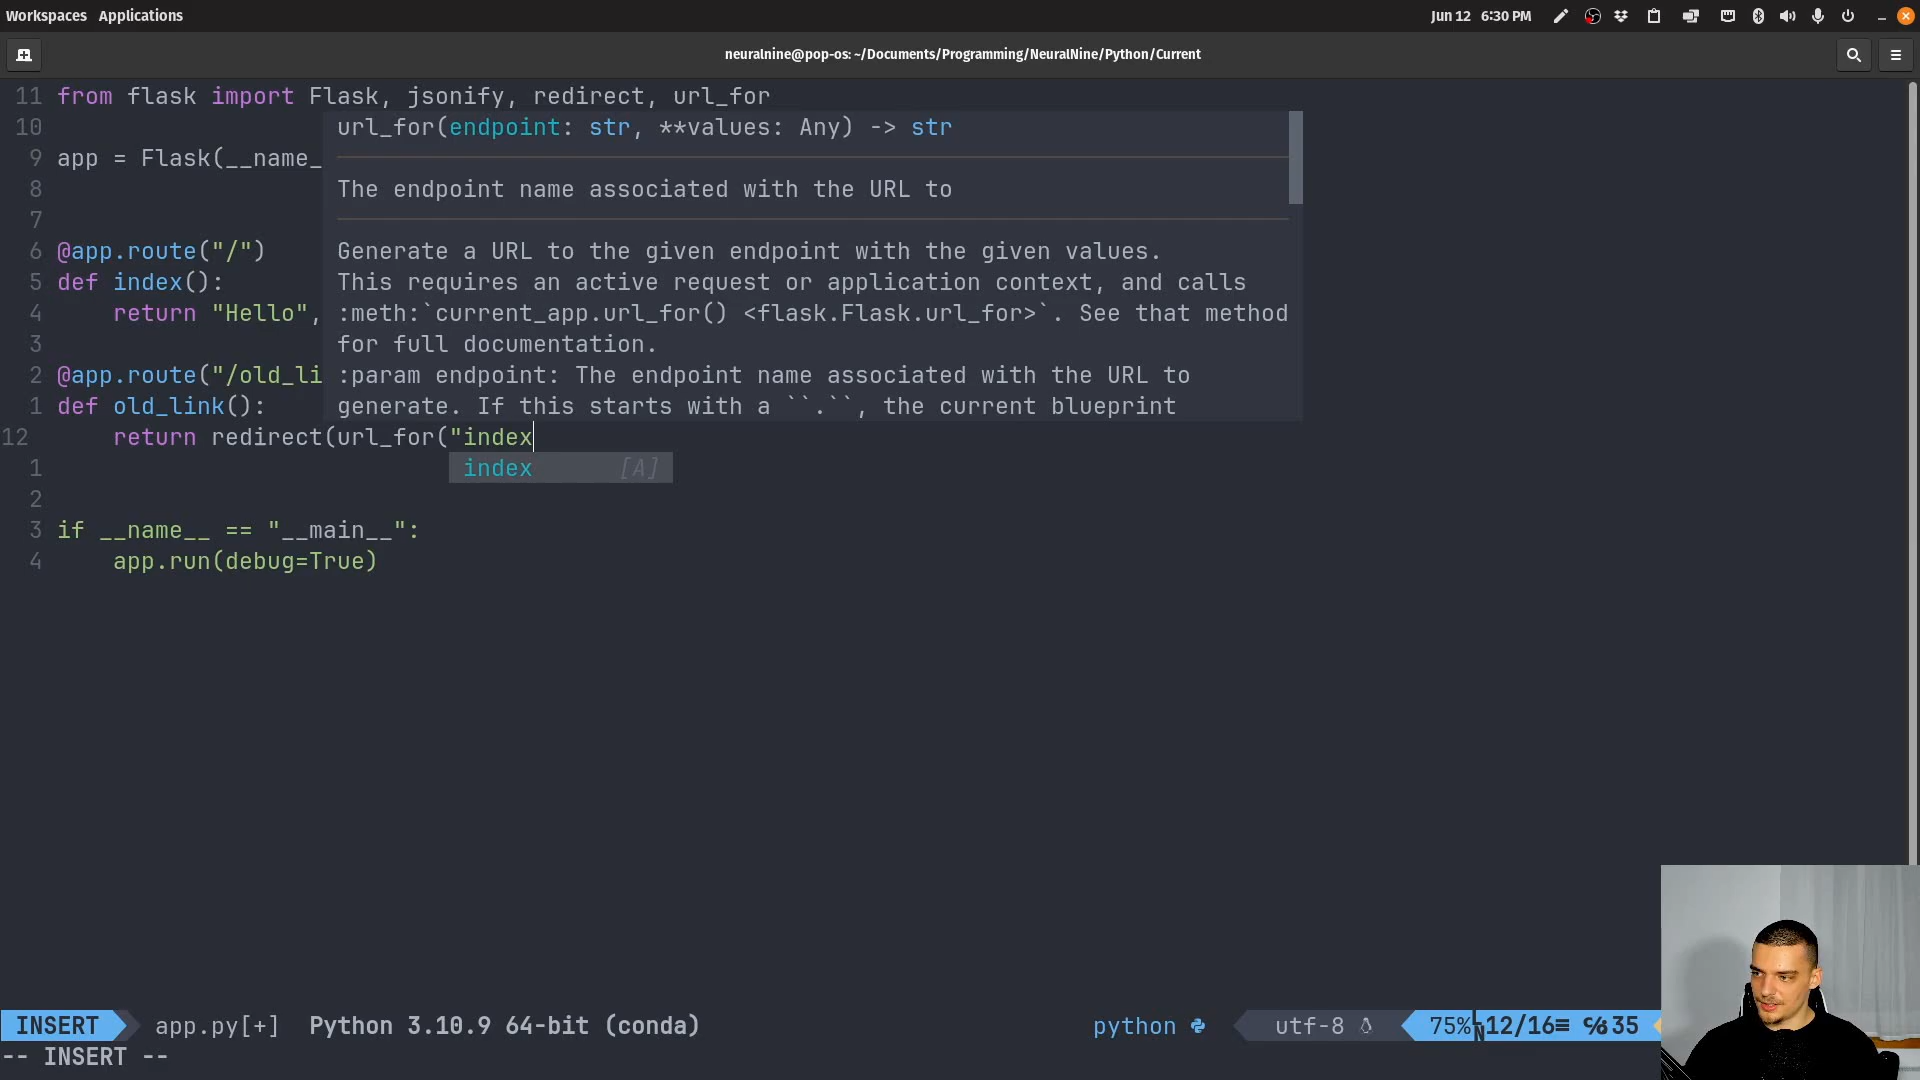 Workspaces Applications
Jun 12 6:30 PM
neuralnine@pop-os: ~/Documents/Programming/NeuralNine/Python/Current
11 from flask import Flask, jsonify, redirect, url_for
10 url_for(endpoint: str, **values: Any) -> str
9 app = Flask(__name_
8 The endpoint name associated with the URL to
7
6 @app.route("/") Generate a URL to the given endpoint with the given values.
5 def index(): This requires an active request or application context, and calls
4 return "Hello", :meth:`current_app.url_for() <flask.Flask.url_for>`. See that method
3 for full documentation.
2 @app.route("/old_li :param endpoint: The endpoint name associated with the URL to
1 def old_link(): generate. If this starts with a ``.``, the current blueprint
12 return redirect(url_for("index
1 index [A]
2
3 if __name__ == "__main__":
4 app.run(debug=True)
INSERT app.py[+] Python 3.10.9 64-bit (conda) python utf-8 75% 12/16≡ ℅35
-- INSERT --